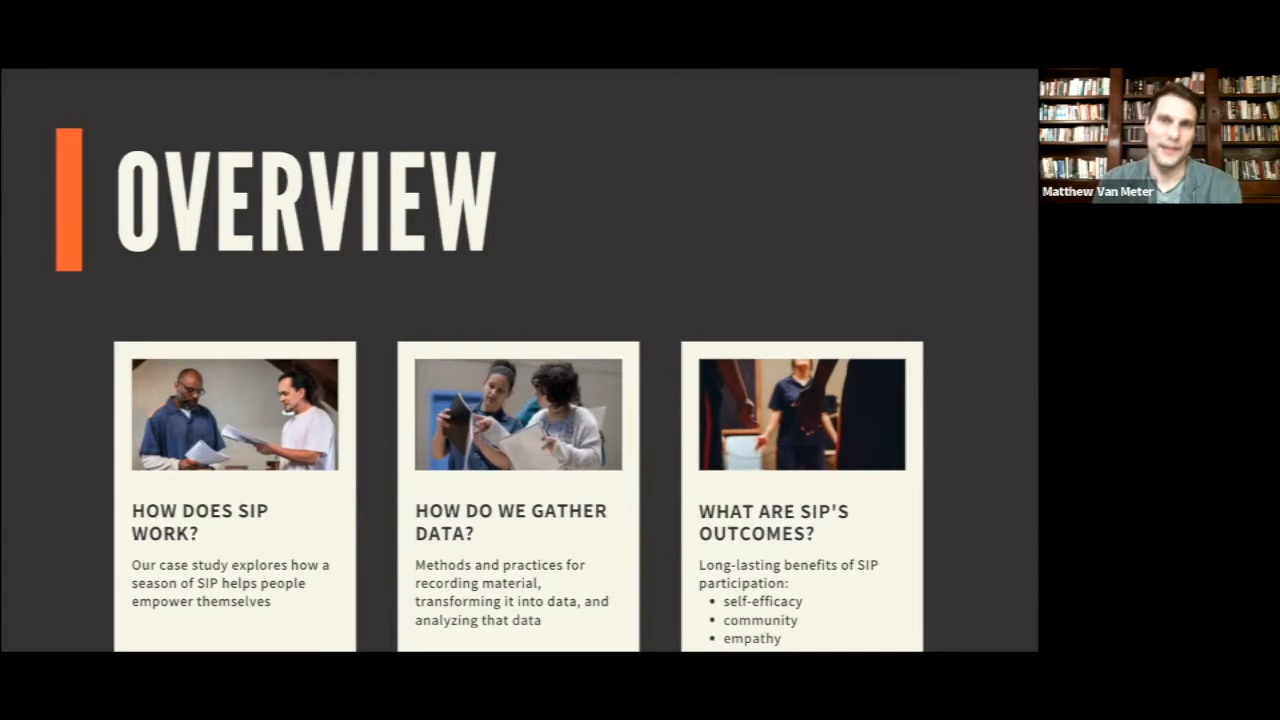 OVERVIEW
Matthew Van Meter
HOW DOES SIP
WORK?
Our case study explores how a
season of SIP helps people
empower themselves
HOW DO WE GATHER
DATA?
Methods and practices for
recording material,
transforming it into data, and
analyzing that data
WHAT ARE SIP'S
OUTCOMES?
Long-lasting benefits of SIP
participation:
• self-efficacy
• community
• empathy